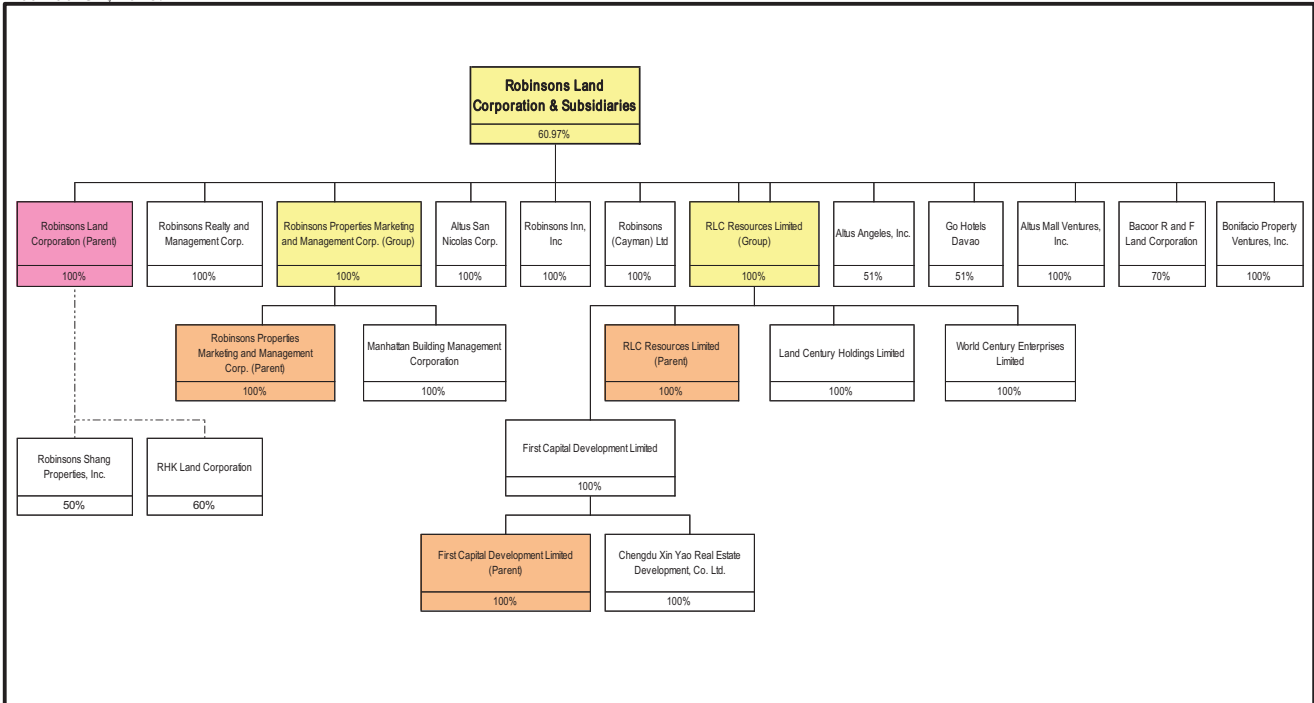 Robinsons Land
Corporation & Subsidiaries
60.97%
Robinsons Land
Corporation (Parent)
100%
Robinsons Realty and
Management Corp.
100%
Robinsons Properties Marketing
and Management Corp. (Group)
100%
Altus San
Nicolas Corp.
100%
Robinsons Inn,
Inc
100%
Robinsons
(Cayman) Ltd
100%
RLC Resources Limited
(Group)
100%
Altus Angeles, Inc.
51%
Go Hotels
Davao
51%
Altus Mall Ventures,
Inc.
100%
Bacoor R and F
Land Corporation
70%
Bonifacio Property
Ventures, Inc.
100%
Robinsons Properties
Marketing and Management
Corp. (Parent)
100%
Manhattan Building Management
Corporation
100%
RLC Resources Limited
(Parent)
100%
Land Century Holdings Limited
100%
World Century Enterprises
Limited
100%
Robinsons Shang
Properties, Inc.
50%
RHK Land Corporation
60%
First Capital Development Limited
100%
First Capital Development Limited
(Parent)
100%
Chengdu Xin Yao Real Estate
Development, Co. Ltd.
100%